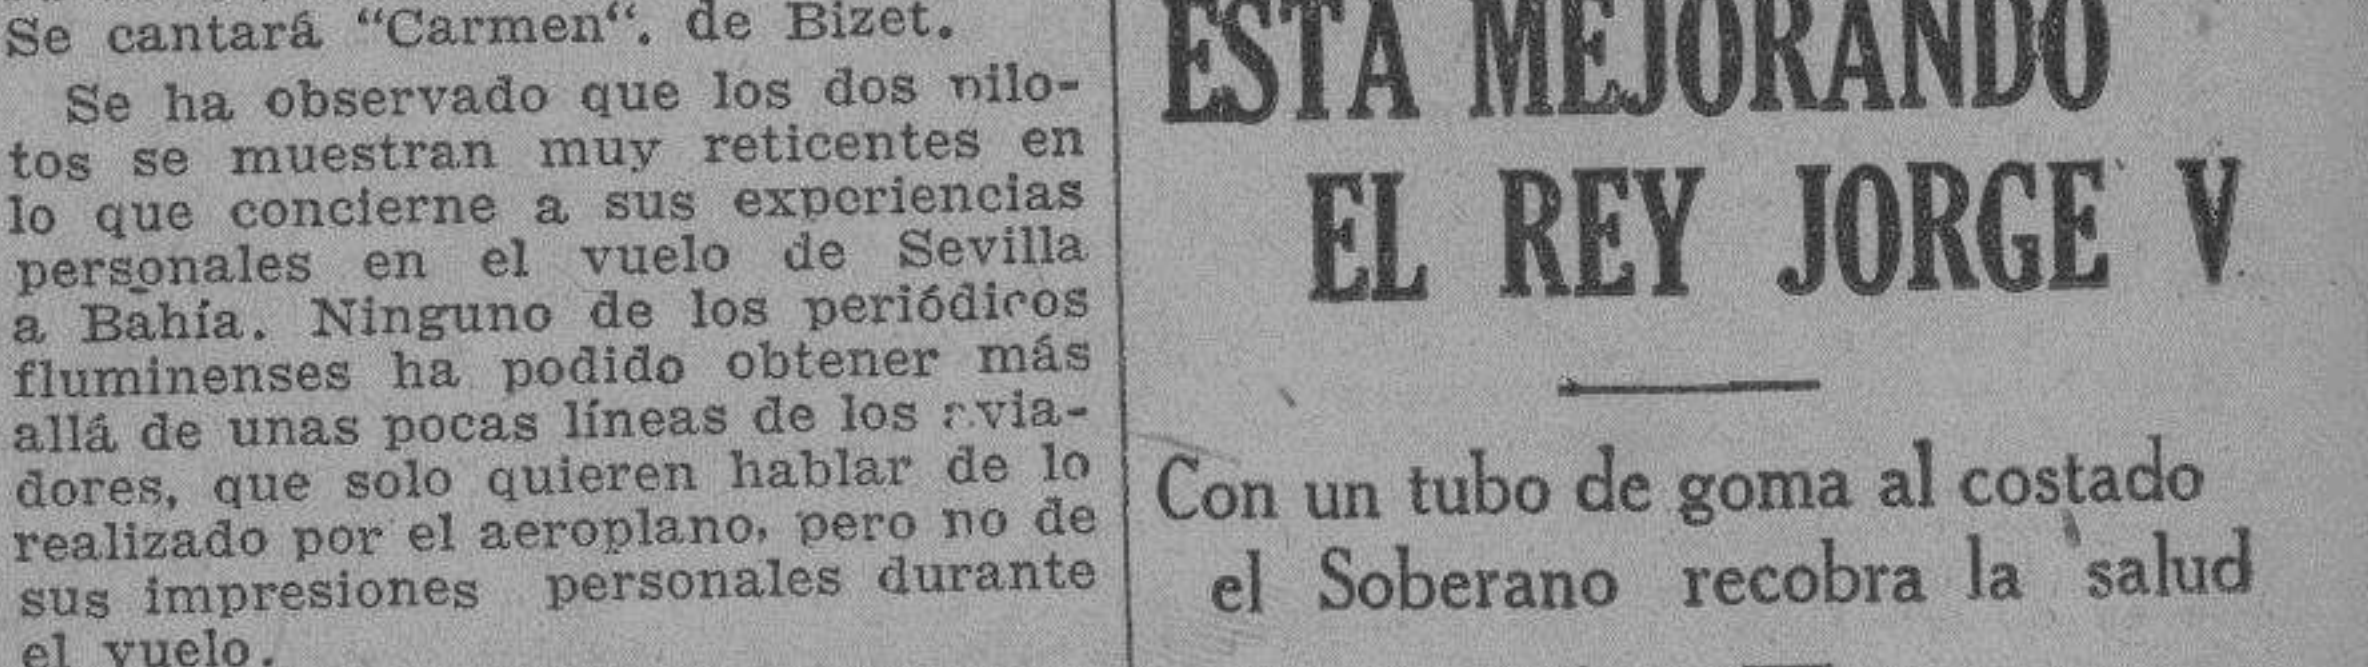 Se cantará “Carmen“. de Bizet.
Se ha observado que los dos pilo-
tos se muestran muy reticentes en
lo que concierne a sus experiencias
personales en el vuelo de Sevilla
a Bahía. Ninguno de los periódicos
fluminenses ha podido obtener más
allá de unas pocas líneas de los avia-
dores, que solo quieren hablar de lo
realizado por el aeroplano, pero no de
sus impresiones personales durante
el vuelo.
ESTA MEJORANDO
EL REY JORGE V
Con un tubo de goma al costado
el Soberano recobra la salud